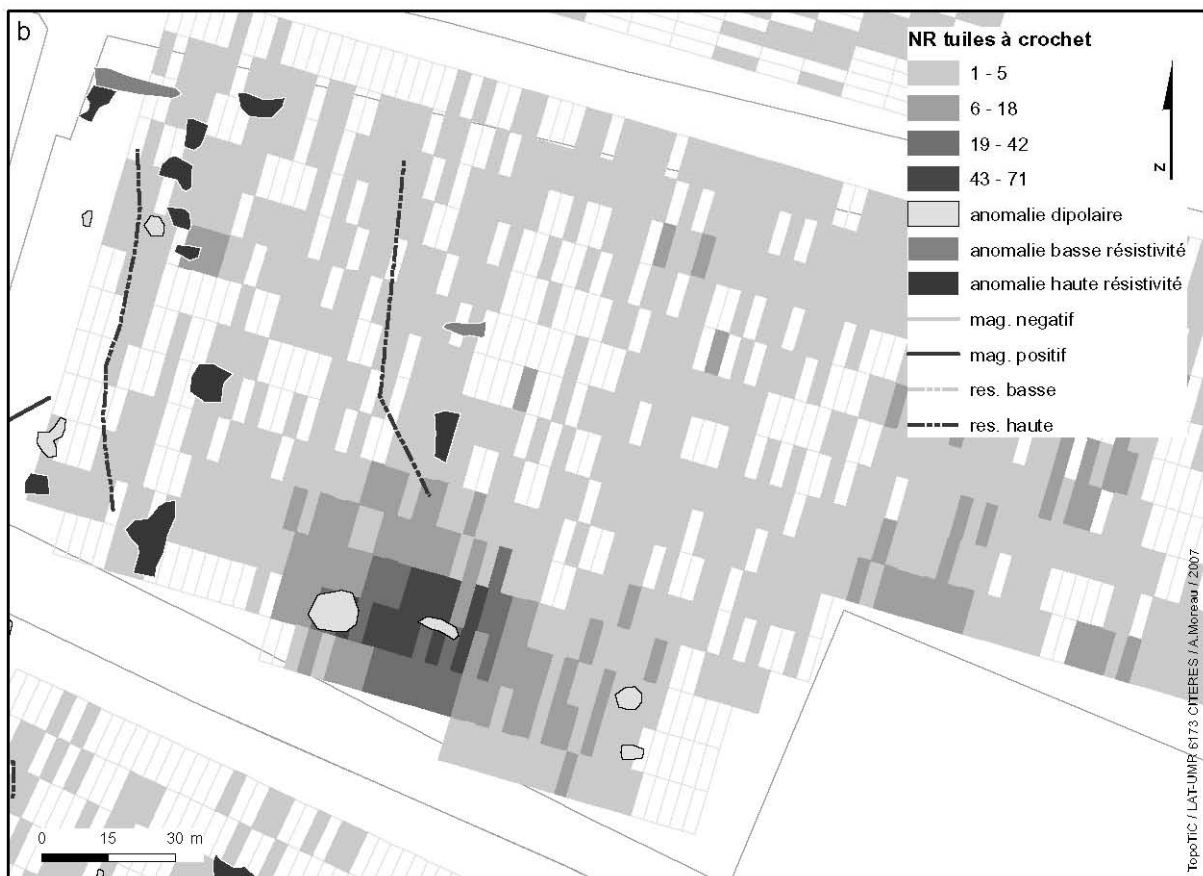 b
NR tuiles à crochet
1 - 5
6 - 18
19 - 42
43 - 71
anomalie dipolaire
anomalie basse résistivité
anomalie haute résistivité
mag. negatif
mag. positif
res. basse
res. haute
N
0 15 30 m
TopoTiC / LAT-UMR 6173 CITERES / A.Moreau / 2007